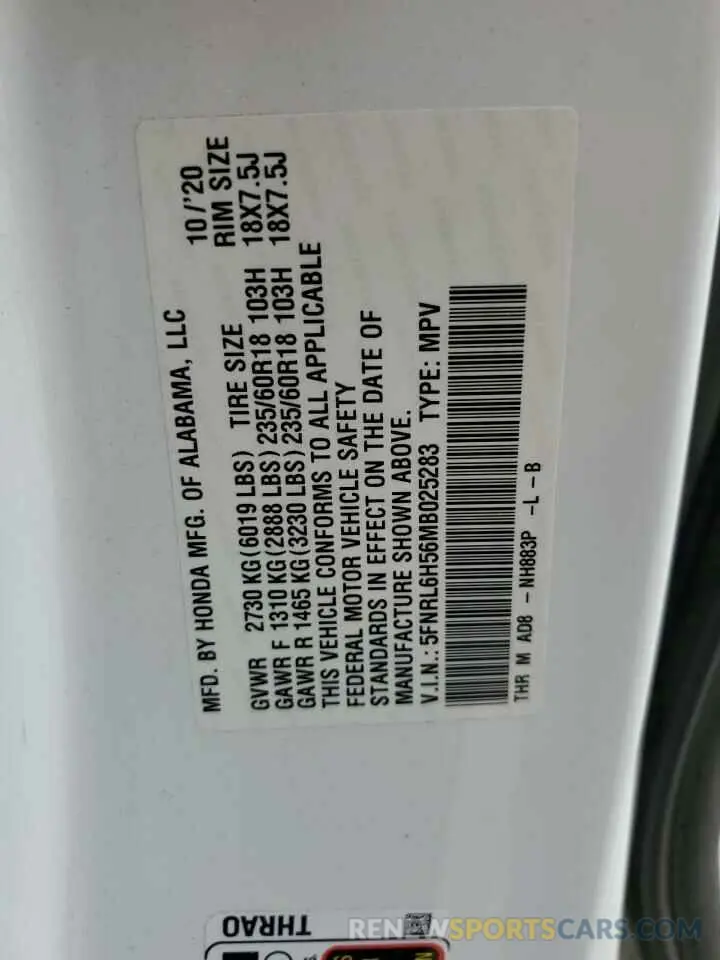 MFD. BY HONDA MFG. OF ALABAMA, LLC 10/'20
GVWR 2730 KG(6019 LBS) TIRE SIZE RIM SIZE
GAWR F 1310 KG(2888 LBS)235/60R18 103H 18X7.5J
GAWR R 1465 KG(3230 LBS)235/60R18 103H 18X7.5J
THIS VEHICLE CONFORMS TO ALL APPLICABLE
FEDERAL MOTOR VEHICLE SAFETY
STANDARDS IN EFFECT ON THE DATE OF
MANUFACTURE SHOWN ABOVE.
V.I.N.: 5FNRL6H56MB025283 TYPE: MPV
THR M AD8 - NH883P -L-B
THRAO
RENEWSPORTSCARS.COM